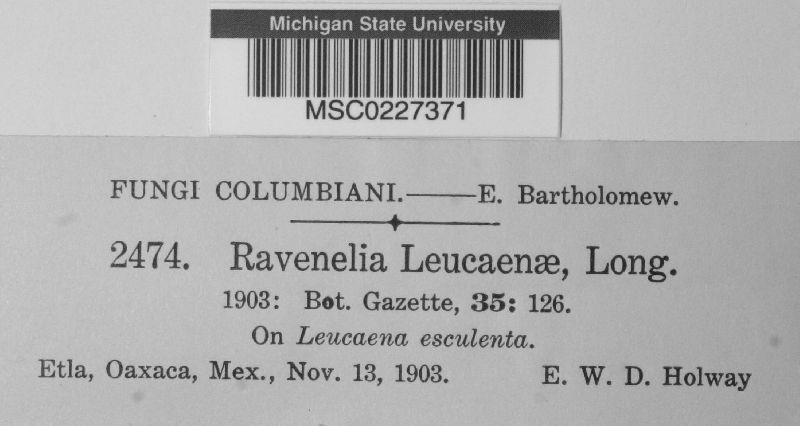 Michigan State University
MSC0227371
FUNGI COLUMBIANI.——E. Bartholomew.
2474. Ravenelia Leucaenæ, Long.
1903: Bot. Gazette, 35: 126.
On Leucaena esculenta.
Etla, Oaxaca, Mex., Nov. 13, 1903. E. W. D. Holway